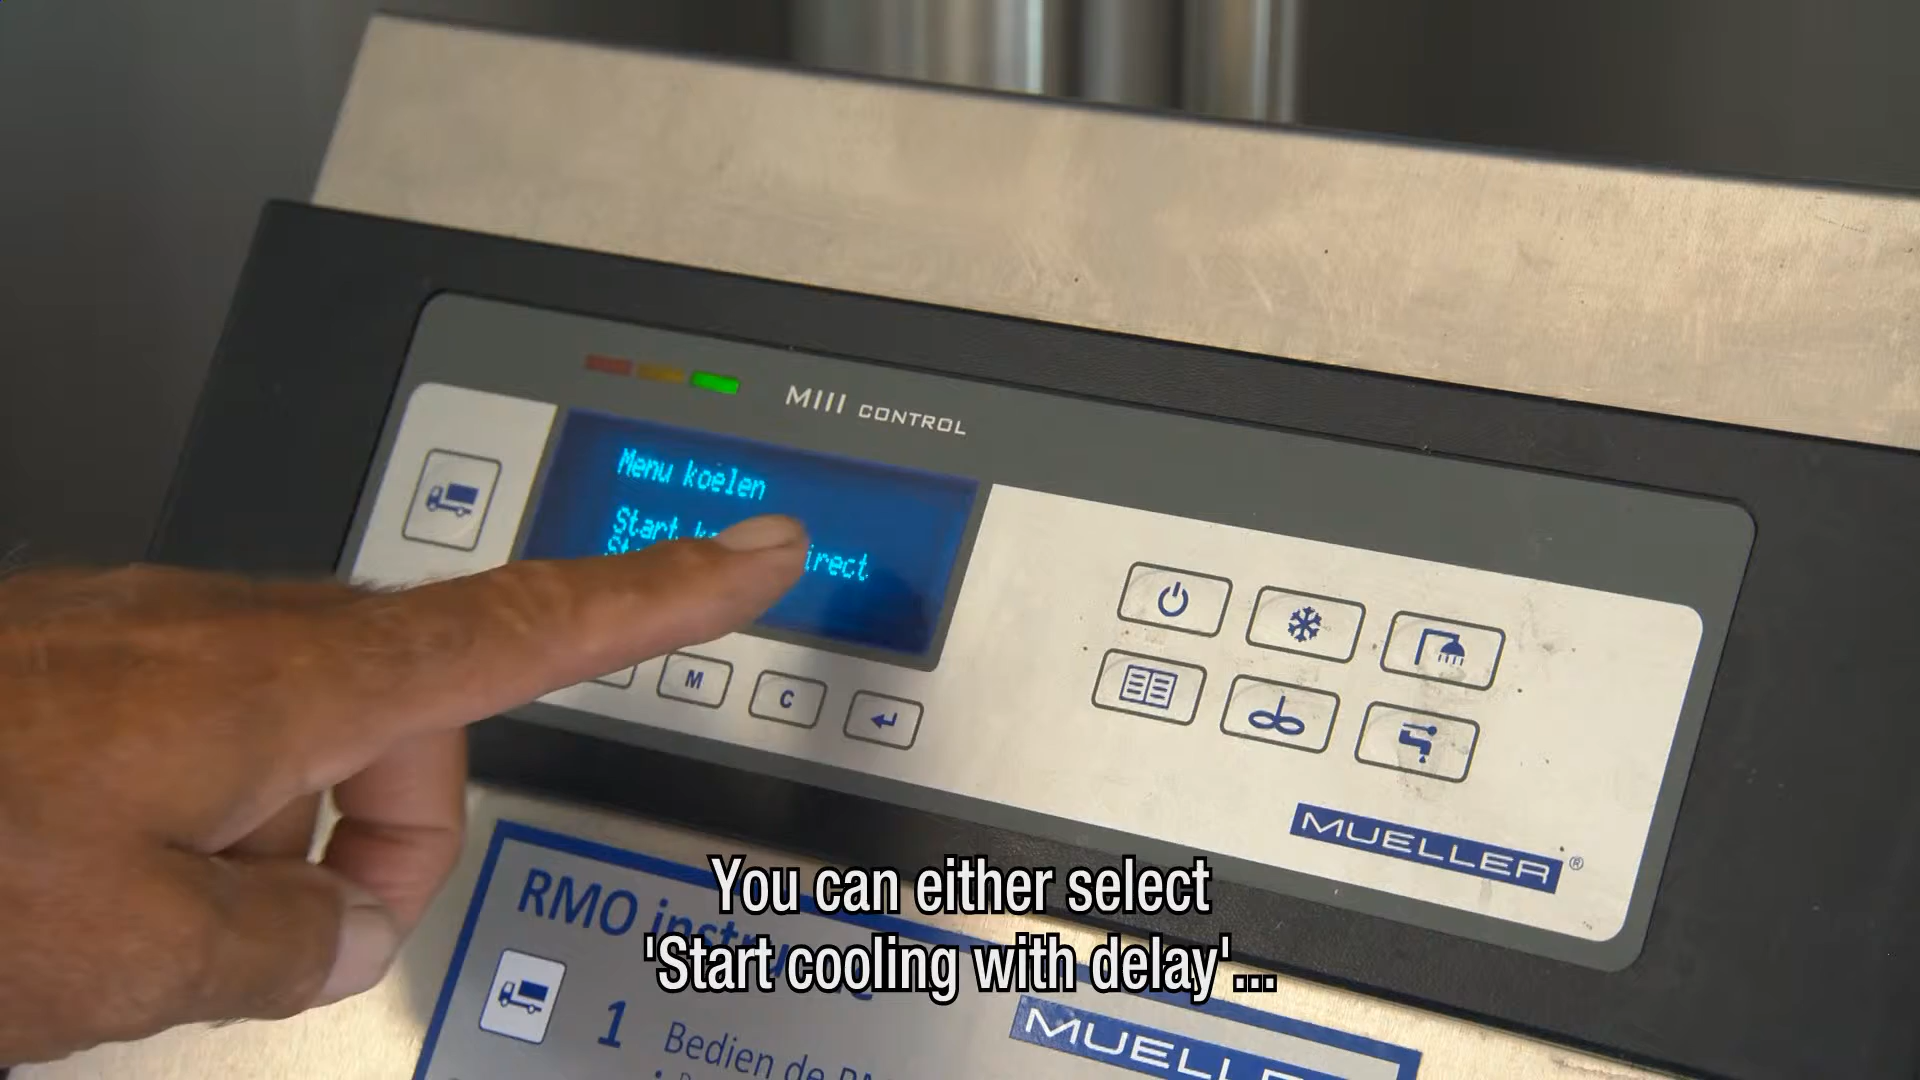 MIII CONTROL
Menu koelen
Start
irect
M
C
MUELLER®
RMO
1 Bedien de
MUELLER
You can either select
'Start cooling with delay'...